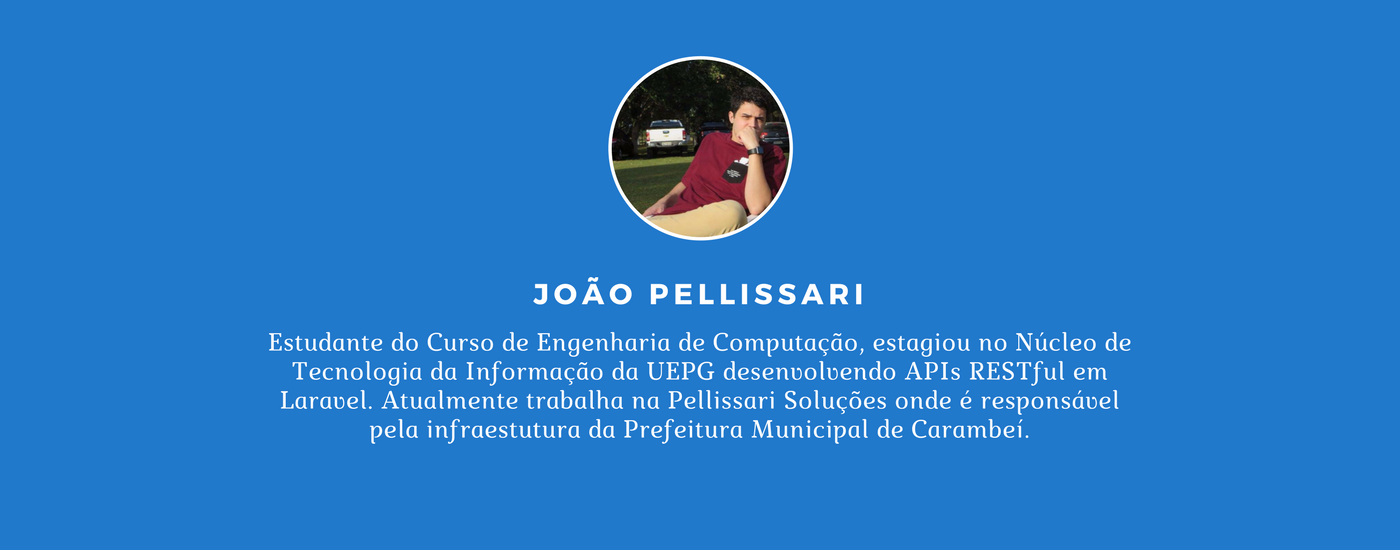 JOÃO PELLISSARI
Estudante do Curso de Engenharia de Computação, estagiou no Núcleo de
Tecnologia da Informação da UEPG desenvolvendo APIs RESTful em
Laravel. Atualmente trabalha na Pellissari Soluções onde é responsável
pela infraestutura da Prefeitura Municipal de Carambeí.